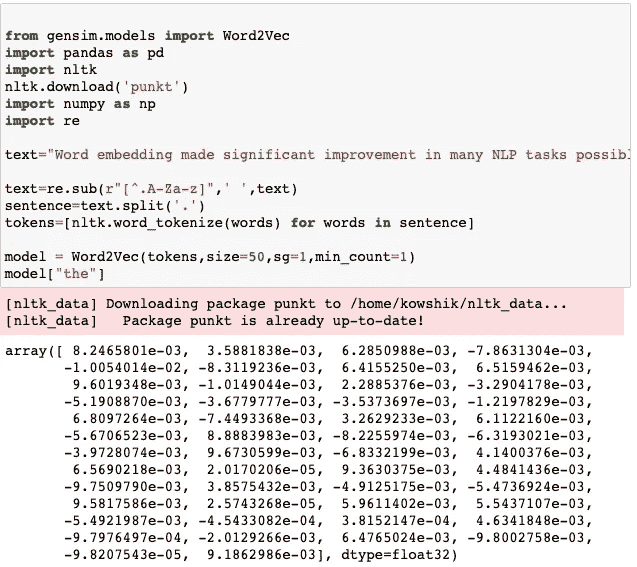 from gensim.models import Word2Vec
import pandas as pd
import nltk
nltk.download('punkt')
import numpy as np
import re
text="Word embedding made significant improvement in many NLP tasks possibl
text=re.sub(r"[^.A-Za-z]",' ',text)
sentence=text.split('.')
tokens=[nltk.word_tokenize(words) for words in sentence]
model = Word2Vec(tokens,size=50,sg=1,min_count=1)
model["the"]
[nltk_data] Downloading package punkt to /home/kowshik/nltk_data...
[nltk_data]   Package punkt is already up-to-date!
array([ 8.2465801e-03,  3.5881838e-03,  6.2850988e-03, -7.8631304e-03,
       -1.0054014e-02, -8.3119236e-03,  6.4155250e-03,  6.5159462e-03,
        9.6019348e-03, -1.0149044e-03,  2.2885376e-03, -3.2904178e-03,
       -5.1908870e-03, -3.6779777e-03, -3.5373697e-03, -1.2197829e-03,
        6.8097264e-03, -7.4493368e-03,  3.2629233e-03,  6.1122160e-03,
       -5.6706523e-03,  8.8883983e-03, -8.2255974e-03, -6.3193021e-03,
       -3.9728074e-03,  9.6730599e-03, -6.8332199e-03,  4.1400376e-03,
        6.5690218e-03,  2.0170206e-05,  9.3630375e-03,  4.4841436e-03,
       -9.7509790e-03,  3.8575432e-03, -4.9125175e-03, -5.4736924e-03,
        9.5817586e-03,  2.5743268e-05,  5.9611402e-03,  5.5437107e-03,
       -5.4921987e-03, -4.5433082e-04,  3.8152147e-04,  4.6341848e-03,
       -9.7976497e-04, -2.0129266e-03,  6.4765024e-03, -9.8002758e-03,
       -9.8207543e-05,  9.1862986e-03], dtype=float32)